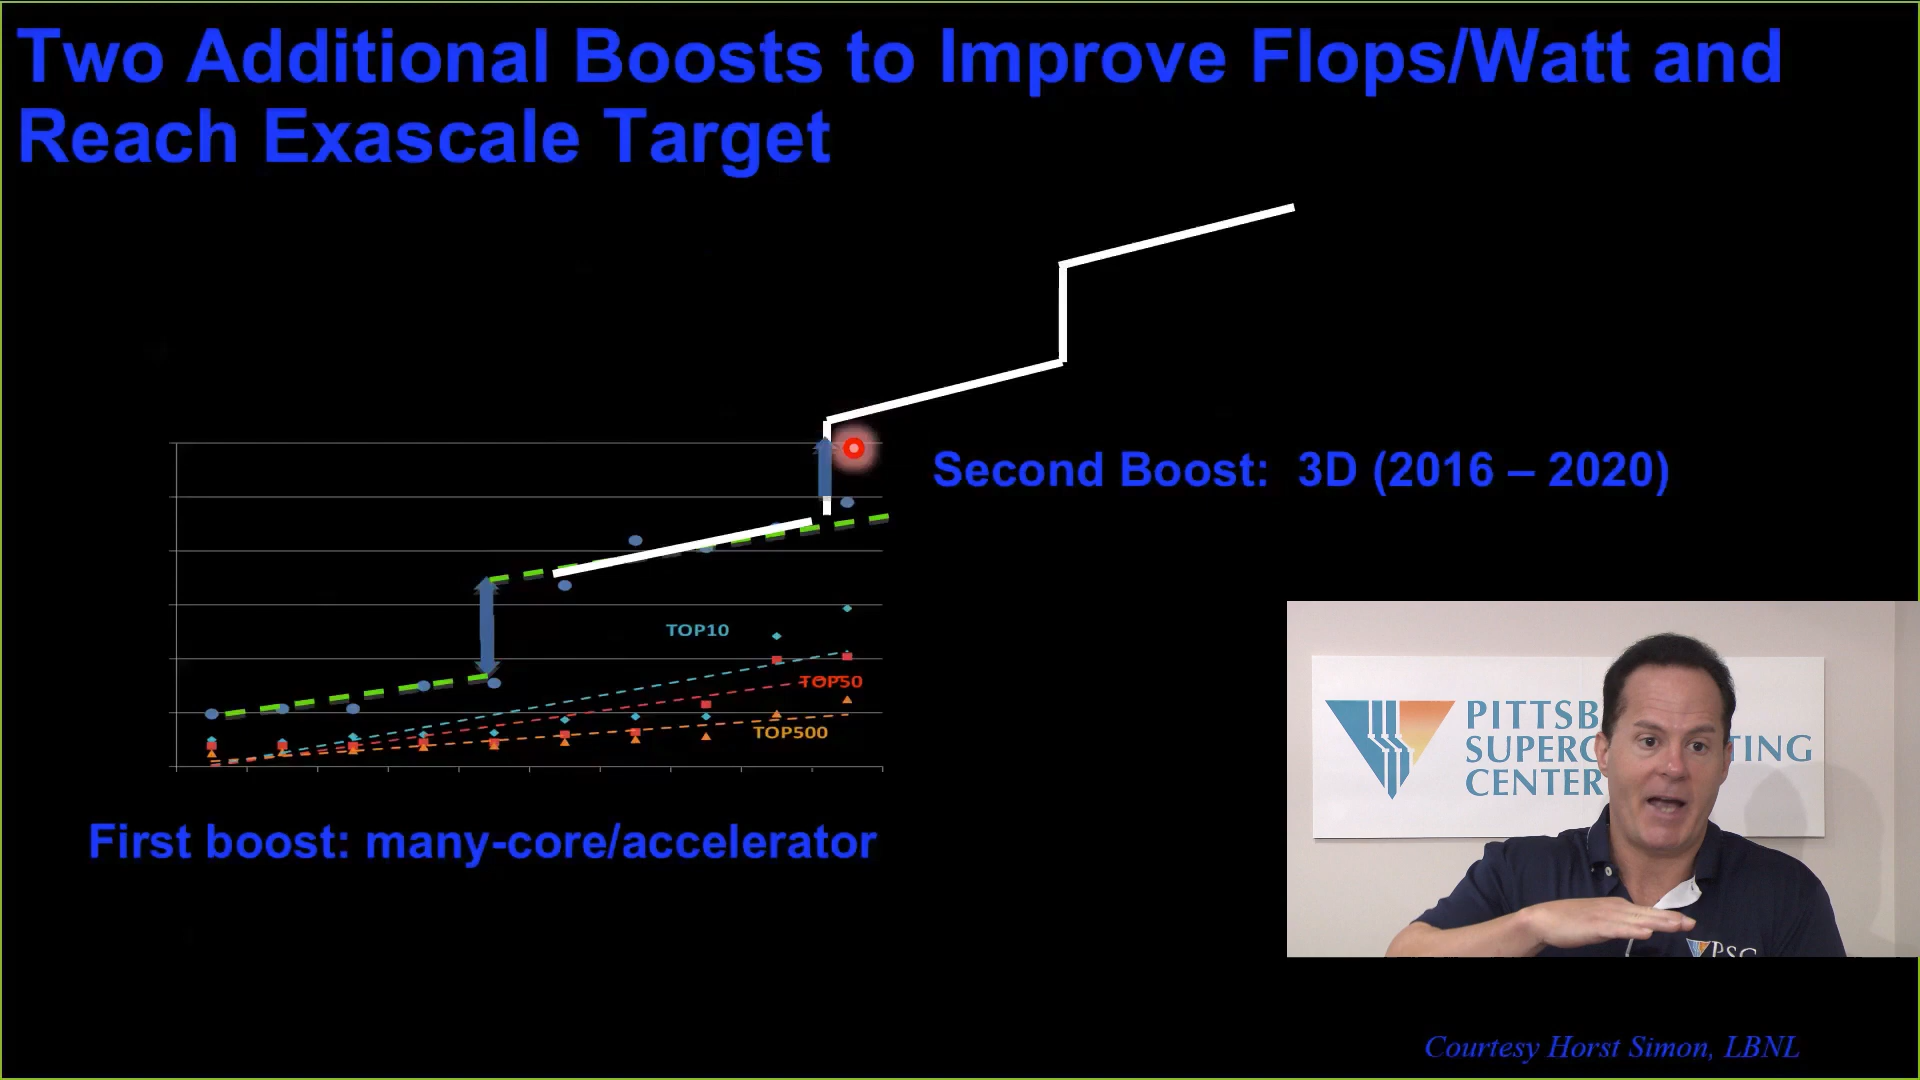 Two Additional Boosts to Improve Flops/Watt and
Reach Exascale Target
Second Boost: 3D (2016 – 2020)
TOP10
TOP50
TOP500
First boost: many-core/accelerator
PITTSB
SUPERC TING
CENTER
PSC
Courtesy Horst Simon, LBNL